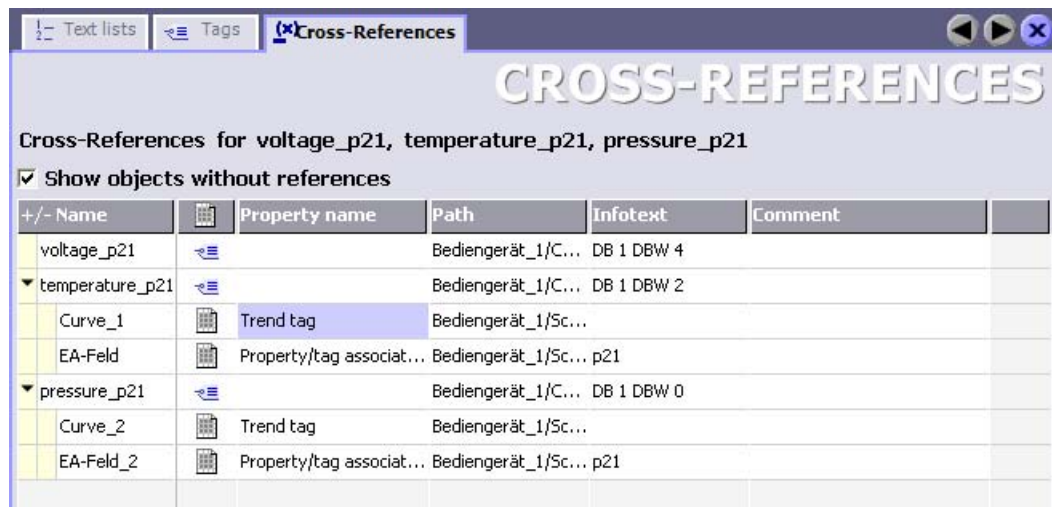 Text lists Tags (x)Cross-References
CROSS-REFERENCES
Cross-References for voltage_p21, temperature_p21, pressure_p21
Show objects without references
+/- Name Property name Path Infotext Comment
voltage_p21 Bediengerät_1/C... DB 1 DBW 4
temperature_p21 Bediengerät_1/C... DB 1 DBW 2
Curve_1 Trend tag Bediengerät_1/Sc...
EA-Feld Property/tag associat... Bediengerät_1/Sc... p21
pressure_p21 Bediengerät_1/C... DB 1 DBW 0
Curve_2 Trend tag Bediengerät_1/Sc...
EA-Feld_2 Property/tag associat... Bediengerät_1/Sc... p21